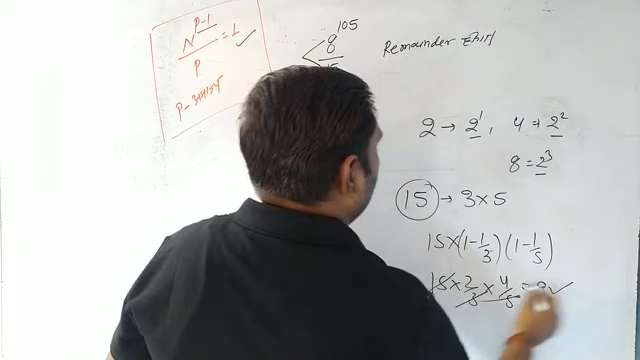 N^(P-1) = 1
P
8^105
15
Remainder
2 → 2^1, 4 → 2^2
8 = 2^3
15 → 3×5
15×(1-1/3)(1-1/5)
15×2/3×4/5=8 ✓